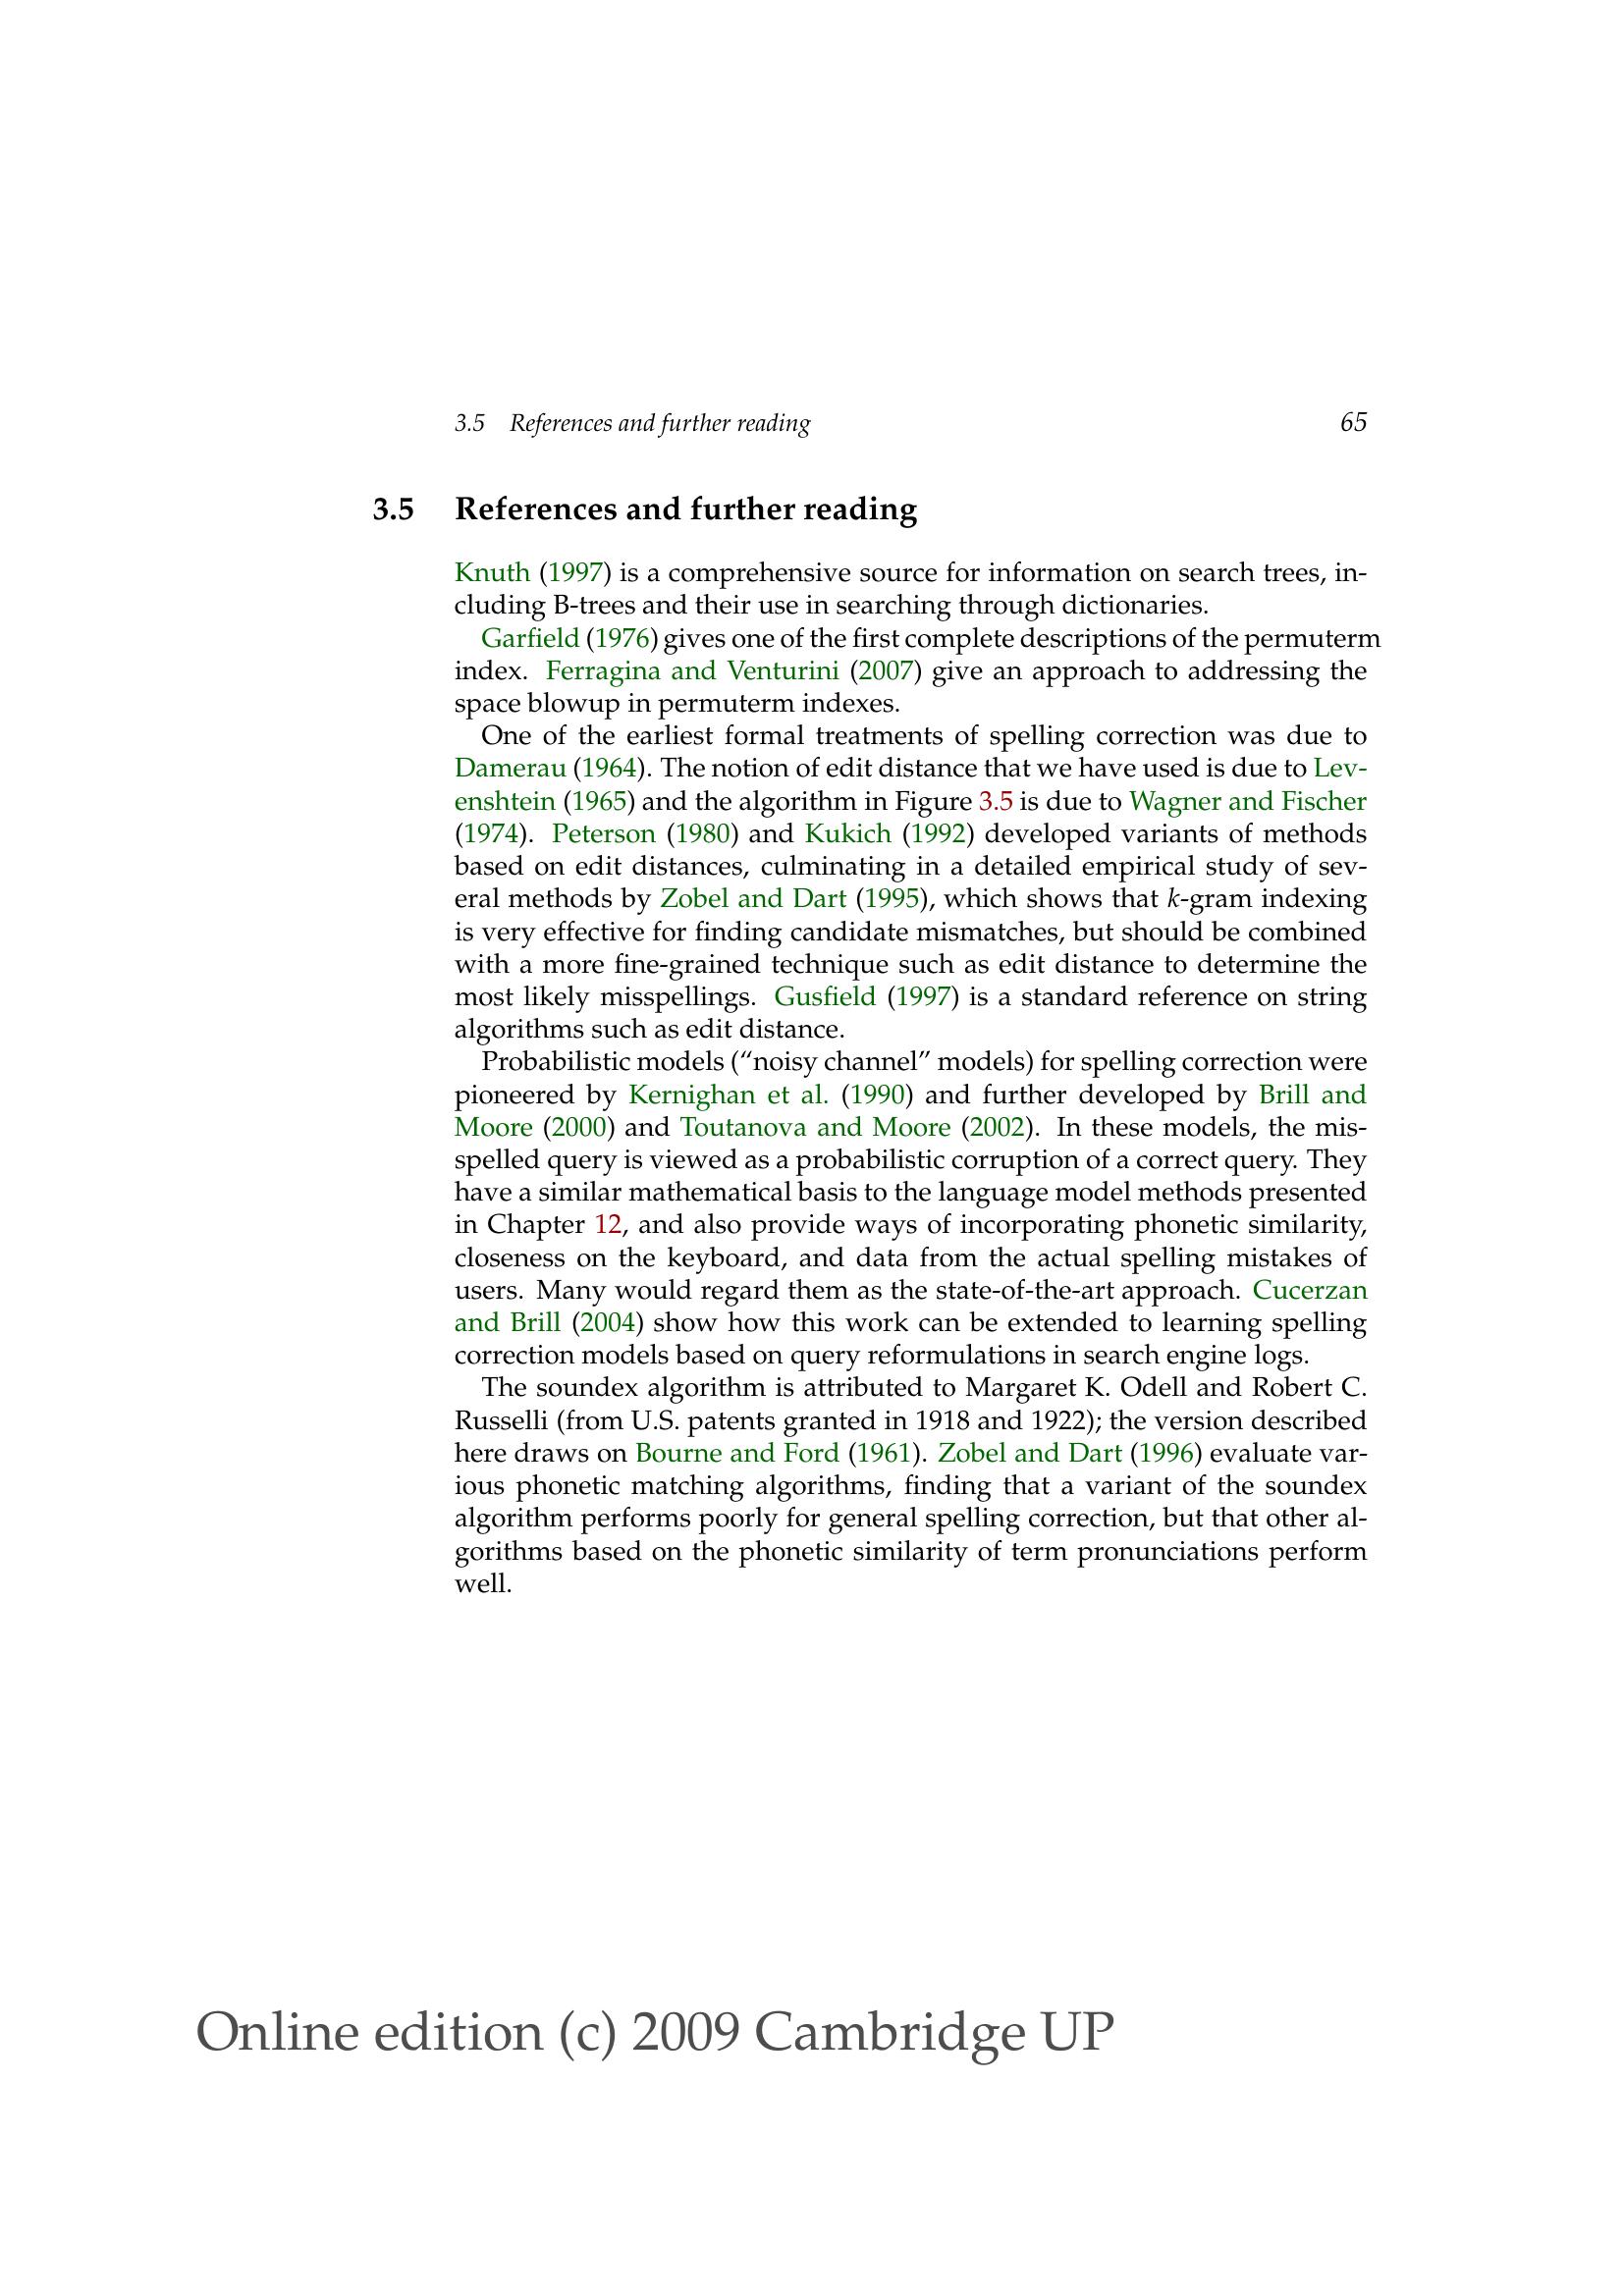 3.5 References and further reading 65
3.5 References and further reading
Knuth (1997) is a comprehensive source for information on search trees, in-
cluding B-trees and their use in searching through dictionaries.
Garfield (1976) gives one of the first complete descriptions of the permuterm
index. Ferragina and Venturini (2007) give an approach to addressing the
space blowup in permuterm indexes.
One of the earliest formal treatments of spelling correction was due to
Damerau (1964). The notion of edit distance that we have used is due to Lev-
enshtein (1965) and the algorithm in Figure 3.5 is due to Wagner and Fischer
(1974). Peterson (1980) and Kukich (1992) developed variants of methods
based on edit distances, culminating in a detailed empirical study of sev-
eral methods by Zobel and Dart (1995), which shows that k-gram indexing
is very effective for finding candidate mismatches, but should be combined
with a more fine-grained technique such as edit distance to determine the
most likely misspellings. Gusfield (1997) is a standard reference on string
algorithms such as edit distance.
Probabilistic models (“noisy channel” models) for spelling correction were
pioneered by Kernighan et al. (1990) and further developed by Brill and
Moore (2000) and Toutanova and Moore (2002). In these models, the mis-
spelled query is viewed as a probabilistic corruption of a correct query. They
have a similar mathematical basis to the language model methods presented
in Chapter 12, and also provide ways of incorporating phonetic similarity,
closeness on the keyboard, and data from the actual spelling mistakes of
users. Many would regard them as the state-of-the-art approach. Cucerzan
and Brill (2004) show how this work can be extended to learning spelling
correction models based on query reformulations in search engine logs.
The soundex algorithm is attributed to Margaret K. Odell and Robert C.
Russelli (from U.S. patents granted in 1918 and 1922); the version described
here draws on Bourne and Ford (1961). Zobel and Dart (1996) evaluate var-
ious phonetic matching algorithms, finding that a variant of the soundex
algorithm performs poorly for general spelling correction, but that other al-
gorithms based on the phonetic similarity of term pronunciations perform
well.
Online edition (c) 2009 Cambridge UP